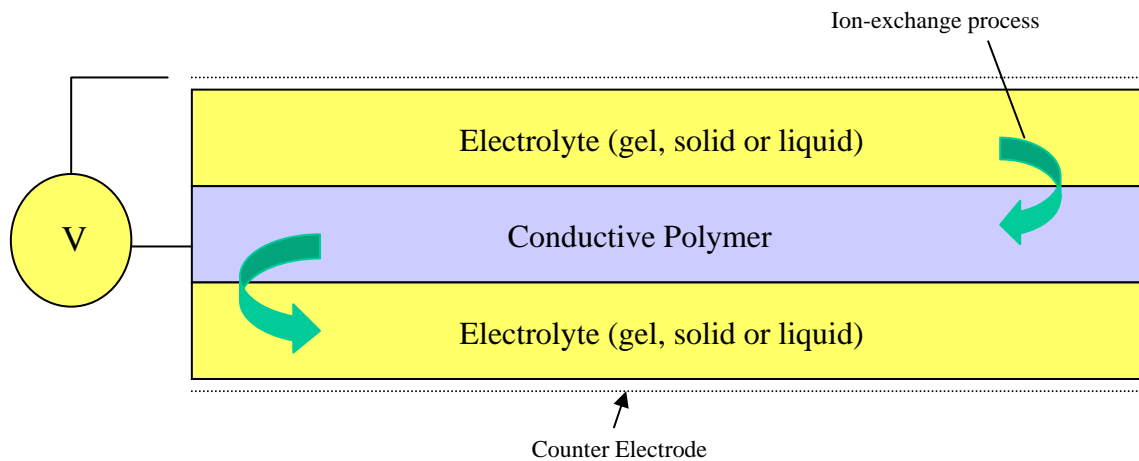 Ion-exchange process
Electrolyte (gel, solid or liquid)
V
Conductive Polymer
Electrolyte (gel, solid or liquid)
Counter Electrode